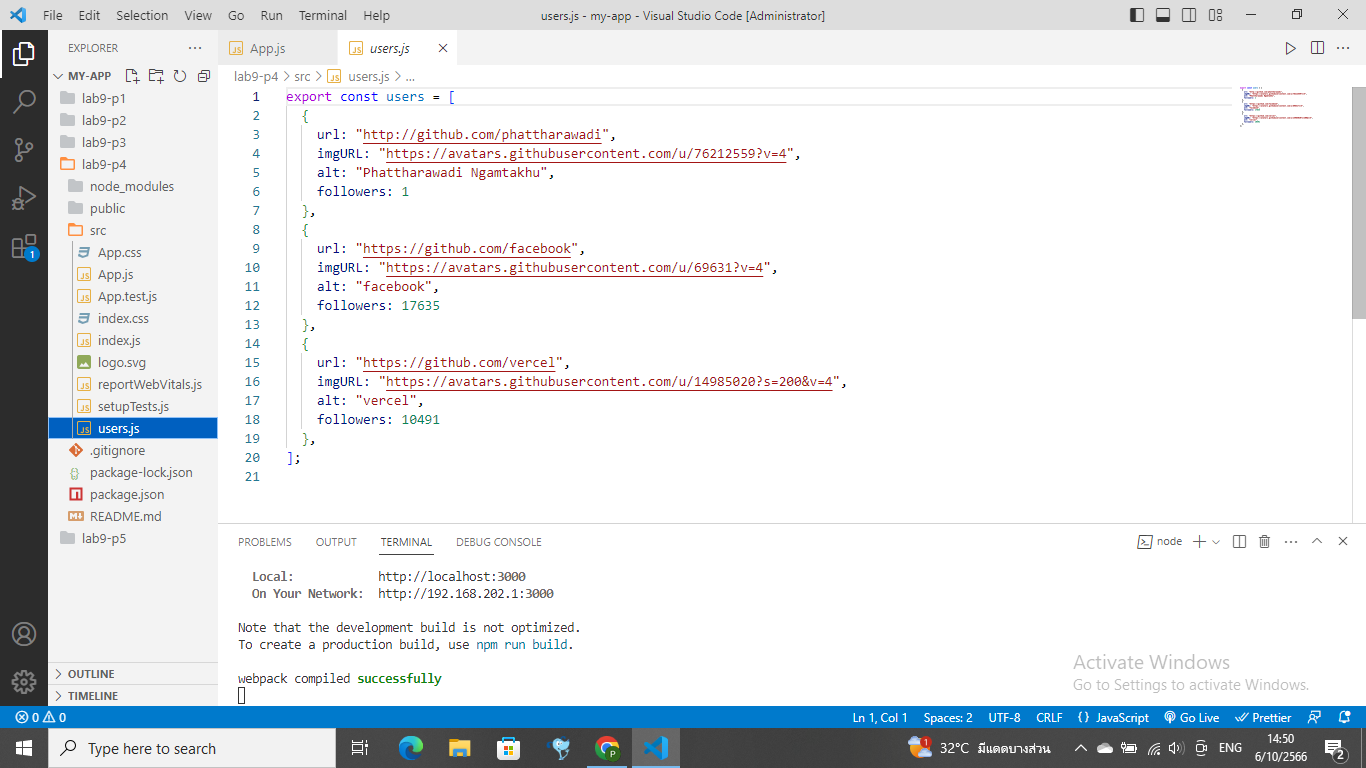 File Edit Selection View Go Run Terminal Help
users.js - my-app - Visual Studio Code [Administrator]
EXPLORER
MY-APP
lab9-p1
lab9-p2
lab9-p3
lab9-p4
node_modules
public
src
App.css
App.js
App.test.js
index.css
index.js
logo.svg
reportWebVitals.js
setupTests.js
users.js
.gitignore
package-lock.json
package.json
README.md
lab9-p5
OUTLINE
TIMELINE
1
App.js
users.js
lab9-p4 > src > users.js > ...
1 export const users = [
2 {
3 url: "http://github.com/phattharawadi",
4 imgURL: "https://avatars.githubusercontent.com/u/76212559?v=4",
5 alt: "Phattharawadi Ngamtakhu",
6 followers: 1
7 },
8 {
9 url: "https://github.com/facebook",
10 imgURL: "https://avatars.githubusercontent.com/u/69631?v=4",
11 alt: "facebook",
12 followers: 17635
13 },
14 {
15 url: "https://github.com/vercel",
16 imgURL: "https://avatars.githubusercontent.com/u/14985020?s=200&v=4",
17 alt: "vercel",
18 followers: 10491
19 },
20 ];
21
PROBLEMS OUTPUT TERMINAL DEBUG CONSOLE
node
Local: http://localhost:3000
On Your Network: http://192.168.202.1:3000
Note that the development build is not optimized.
To create a production build, use npm run build.
webpack compiled successfully
Activate Windows
Go to Settings to activate Windows.
0 0
Ln 1, Col 1 Spaces: 2 UTF-8 CRLF {} JavaScript Go Live Prettier
Type here to search
1
32°C มีแดดบางส่วน
ENG
14:50
6/10/2566
2